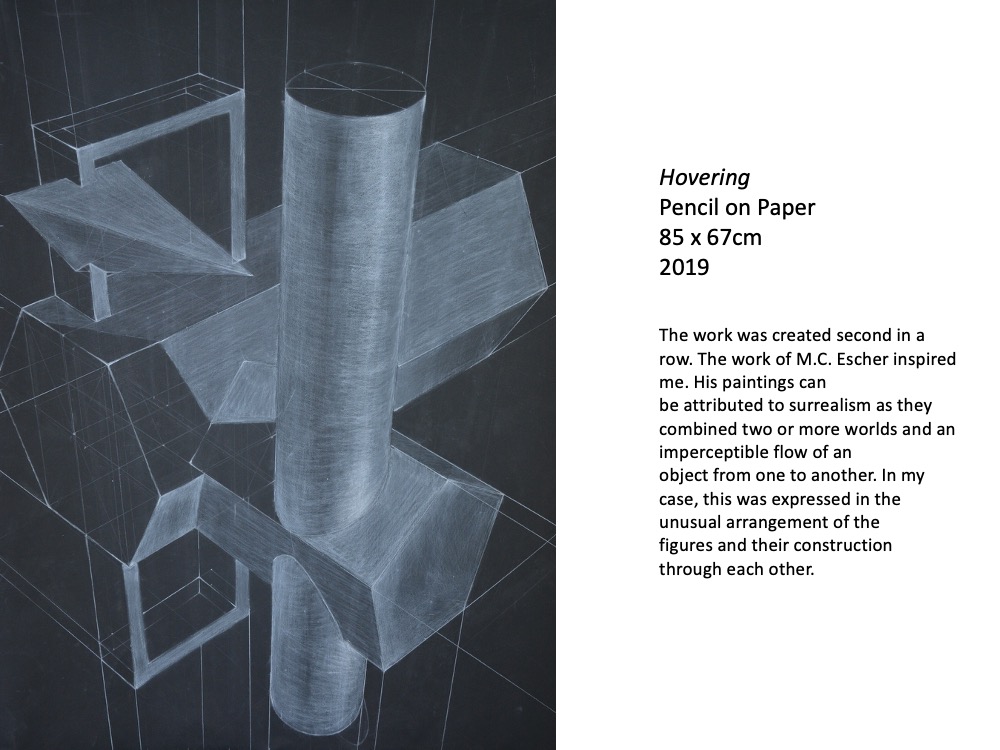 Hovering
Pencil on Paper
85 x 67cm
2019
The work was created second in a
row. The work of M.C. Escher inspired
me. His paintings can
be attributed to surrealism as they
combined two or more worlds and an
imperceptible flow of an
object from one to another. In my
case, this was expressed in the
unusual arrangement of the
figures and their construction
through each other.